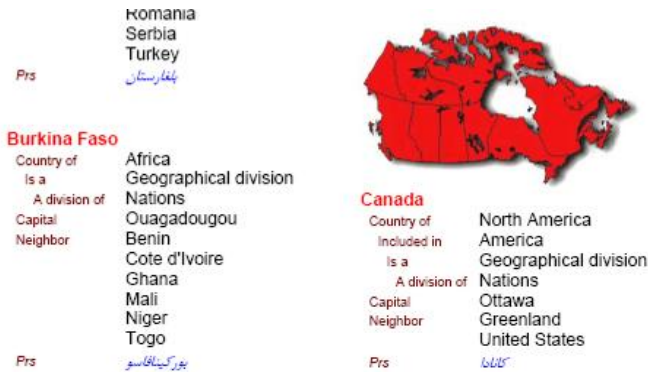 Romania
Serbia
Turkey
Prs بلغارستان
Burkina Faso
Country of Africa
Is a Geographical division
A division of Nations
Capital Ouagadougou
Neighbor Benin
Cote d'Ivoire
Ghana
Mali
Niger
Togo
Prs بورکینافاسو
Canada
Country of North America
Included in America
Is a Geographical division
A division of Nations
Capital Ottawa
Neighbor Greenland
United States
Prs کانادا